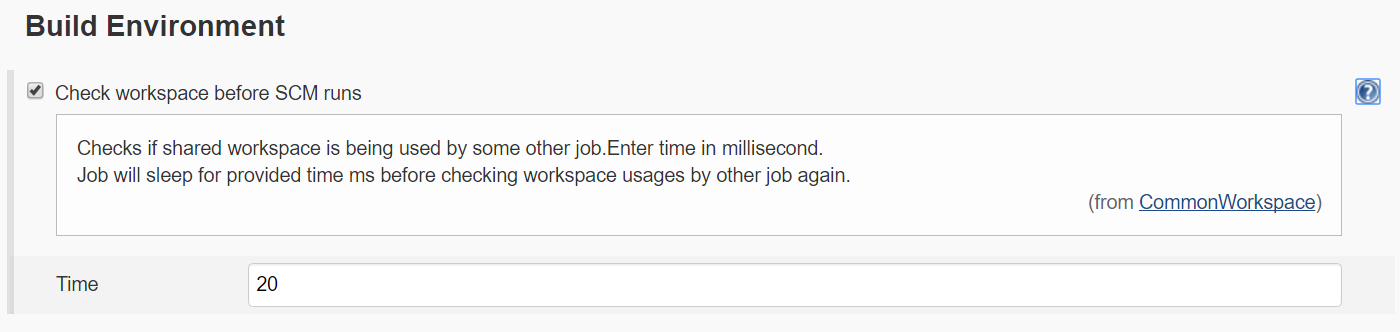 Build Environment
Check workspace before SCM runs
?
Checks if shared workspace is being used by some other job.Enter time in millisecond.
Job will sleep for provided time ms before checking workspace usages by other job again.
(from CommonWorkspace)
Time
20